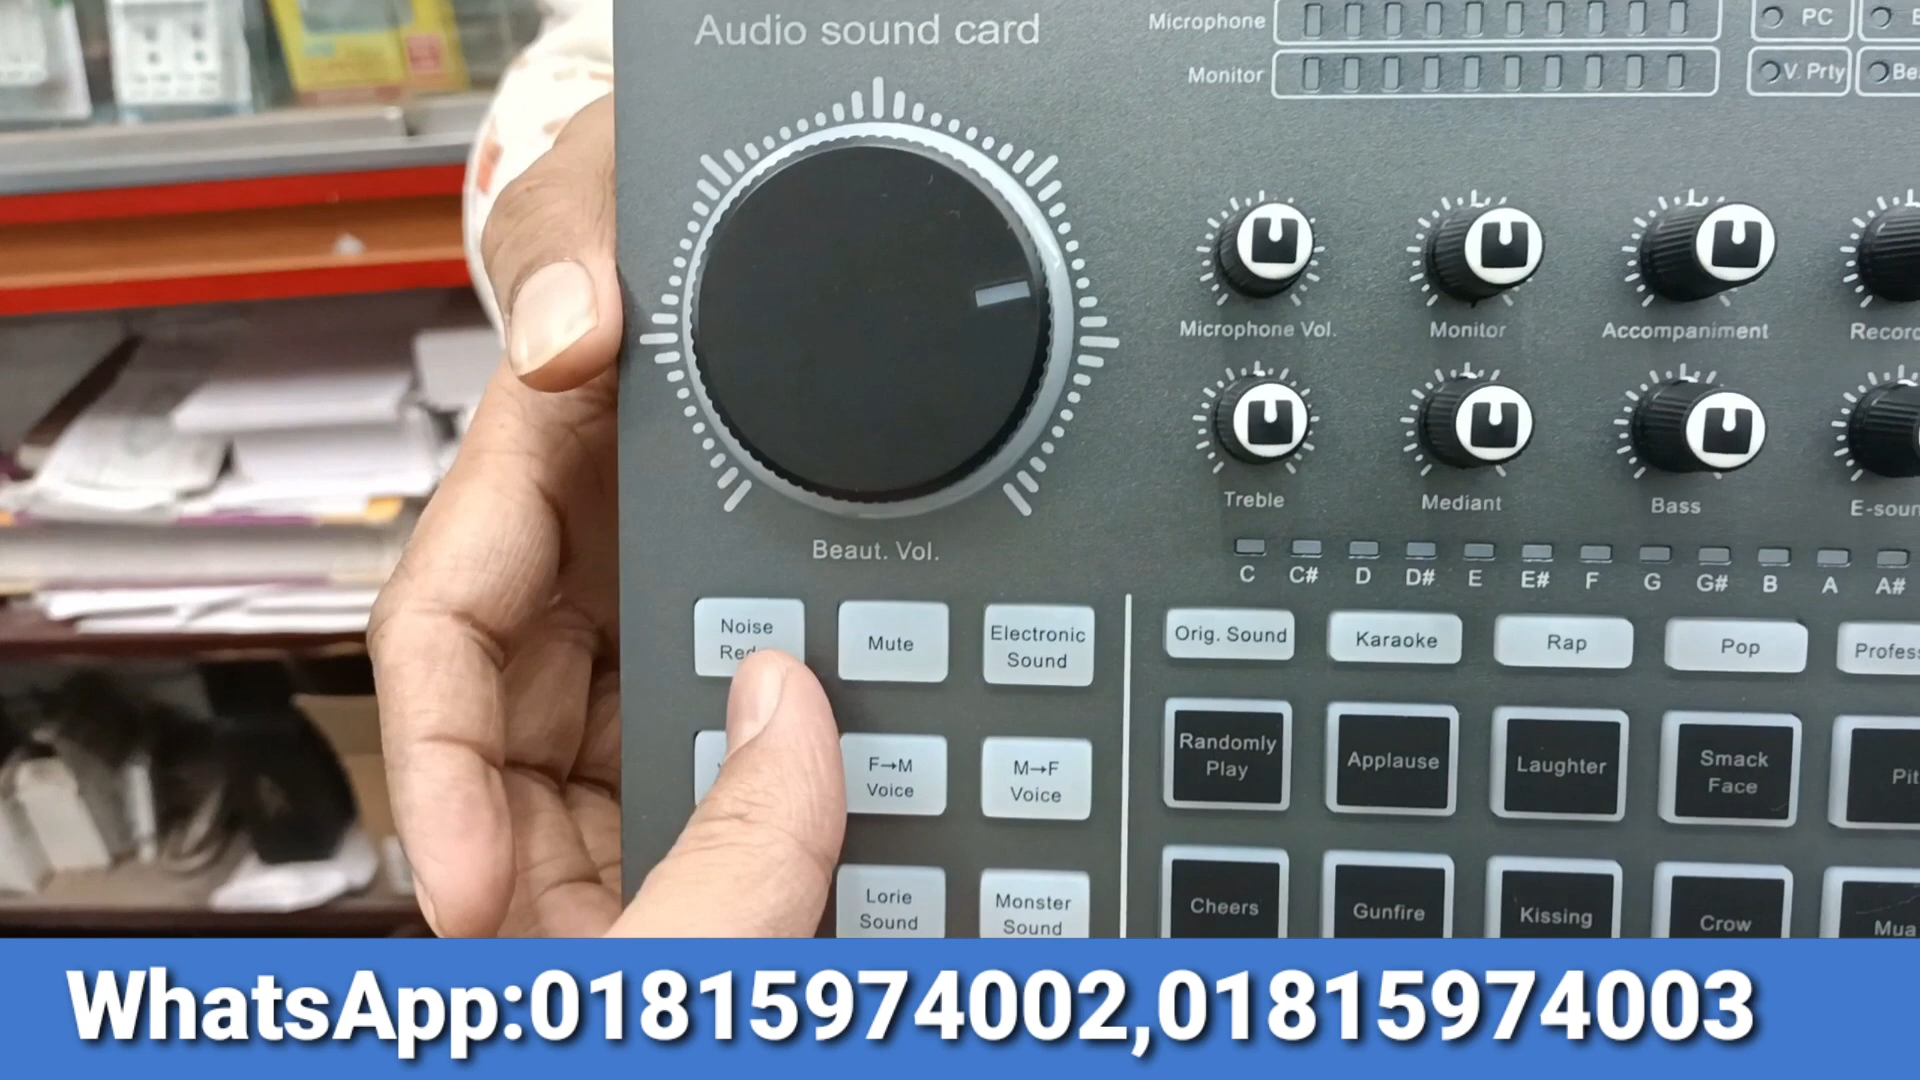 Audio sound card
Microphone
PC
Monitor
V. Prty
Microphone Vol.
Monitor
Accompaniment
Treble
Mediant
Bass
Beaut. Vol.
C C# D D# E E# F G G# B A A#
Noise
Mute
Electronic
Sound
Orig. Sound
Karaoke
Rap
Pop
F→M
Voice
M→F
Voice
Randomly
Play
Applause
Laughter
Smack
Face
Lorie
Sound
Monster
Sound
Cheers
Gunfire
Kissing
Crow
WhatsApp:01815974002,01815974003